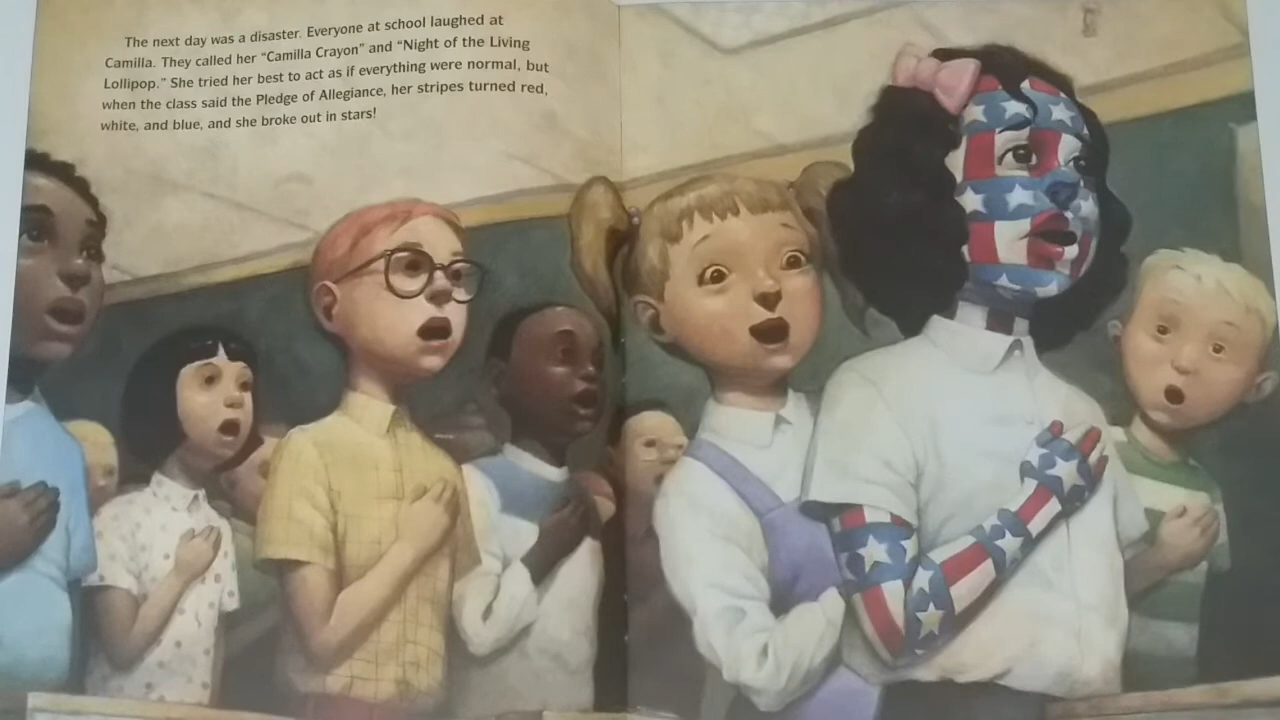 The next day was a disaster. Everyone at school laughed at
Camilla. They called her “Camilla Crayon” and “Night of the Living
Lollipop.” She tried her best to act as if everything were normal, but
when the class said the Pledge of Allegiance, her stripes turned red,
white, and blue, and she broke out in stars!